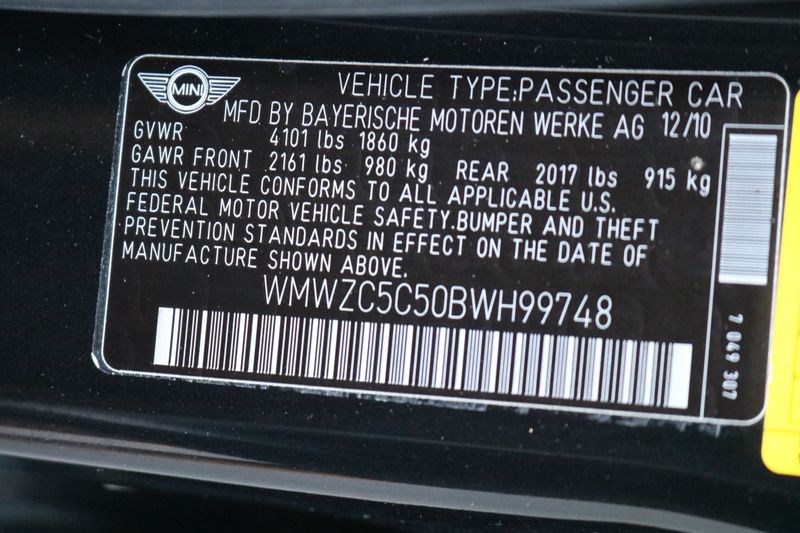 MINI
VEHICLE TYPE:PASSENGER CAR
MFD BY BAYERISCHE MOTOREN WERKE AG 12/10
GVWR 4101 lbs 1860 kg
GAWR FRONT 2161 lbs 980 kg REAR 2017 lbs 915 kg
THIS VEHICLE CONFORMS TO ALL APPLICABLE U.S.
FEDERAL MOTOR VEHICLE SAFETY.BUMPER AND THEFT
PREVENTION STANDARDS IN EFFECT ON THE DATE OF
MANUFACTURE SHOWN ABOVE.
WMWZC5C50BWH99748
7 049 307